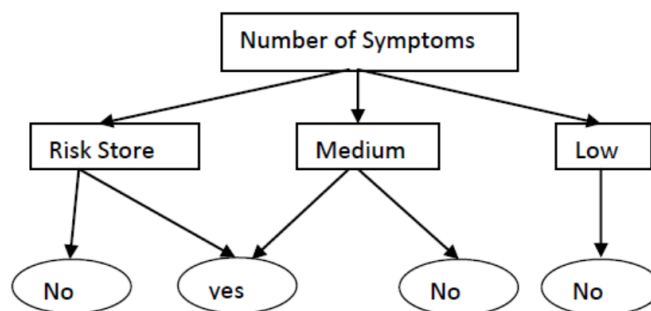 Number of Symptoms
Risk Store
Medium
Low
No
yes
No
No